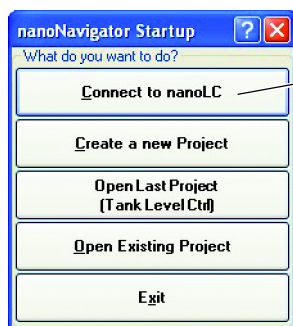 nanoNavigator Startup ?
What do you want to do?
Connect to nanoLC
Create a new Project
Open Last Project
(Tank Level Ctrl)
Open Existing Project
Exit